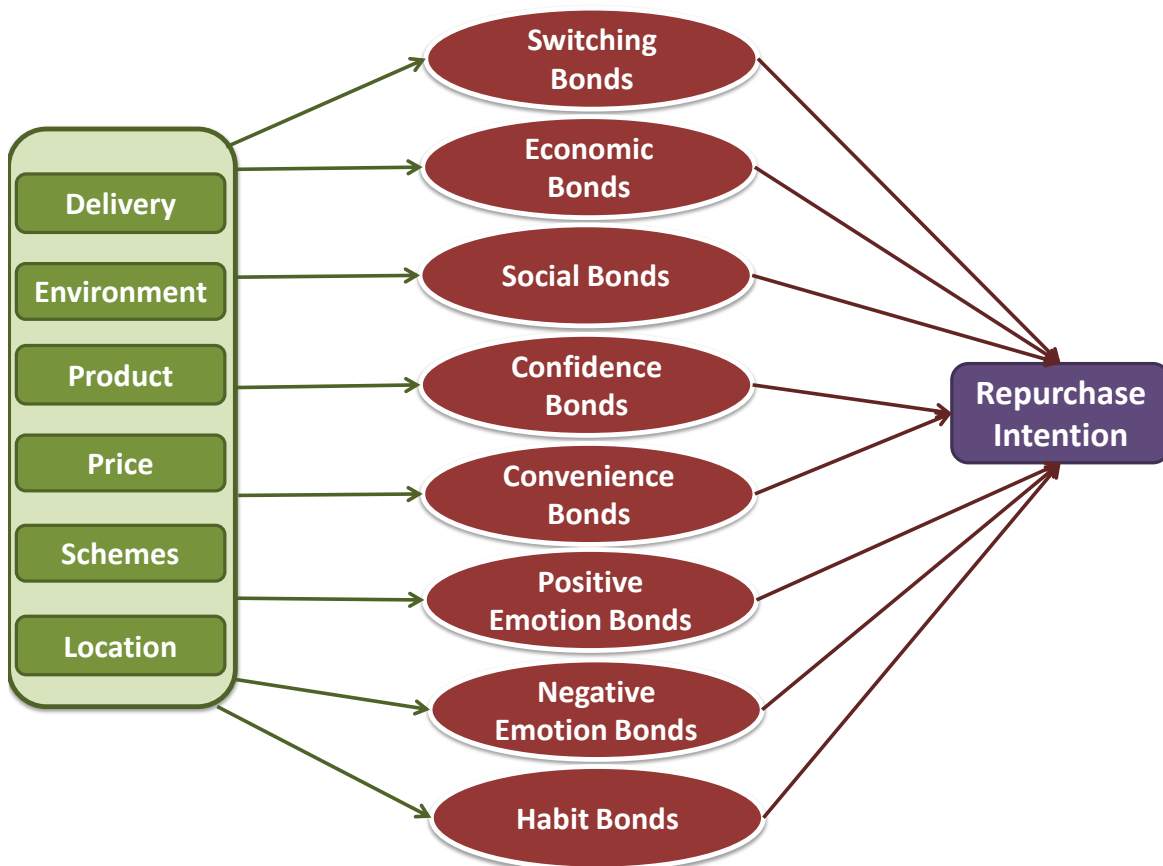 Delivery
Environment
Product
Price
Schemes
Location
Switching
Bonds
Economic
Bonds
Social Bonds
Confidence
Bonds
Convenience
Bonds
Positive
Emotion Bonds
Negative
Emotion Bonds
Habit Bonds
Repurchase
Intention